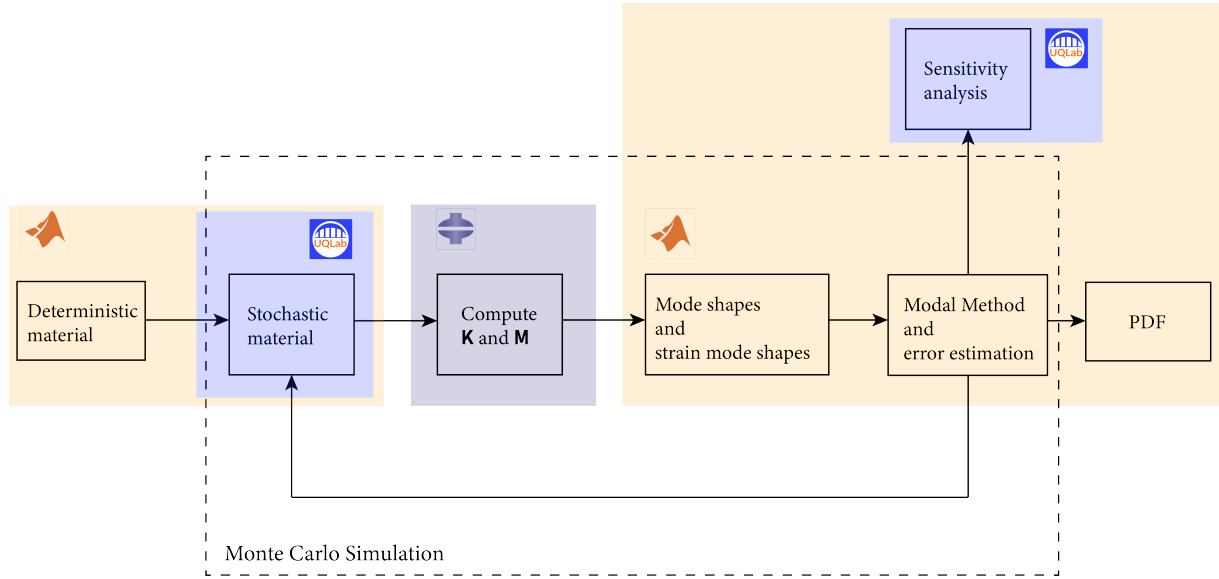 UQLab
Sensitivity
analysis
UQLab
Deterministic
material
Stochastic
material
Compute
K and M
Mode shapes
and
strain mode shapes
Modal Method
and
error estimation
PDF
Monte Carlo Simulation